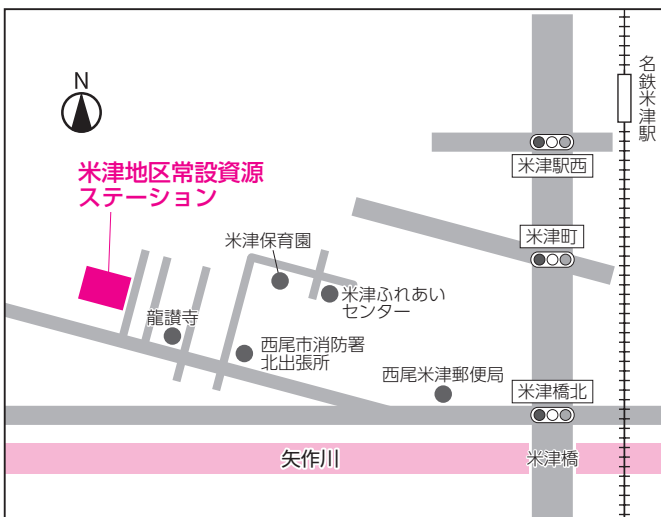 N
名鉄米津駅
米津駅西
米津地区常設資源
ステーション
米津町
米津保育園
米津ふれあい
センター
龍讃寺
西尾市消防署
北出張所
西尾米津郵便局
米津橋北
矢作川
米津橋